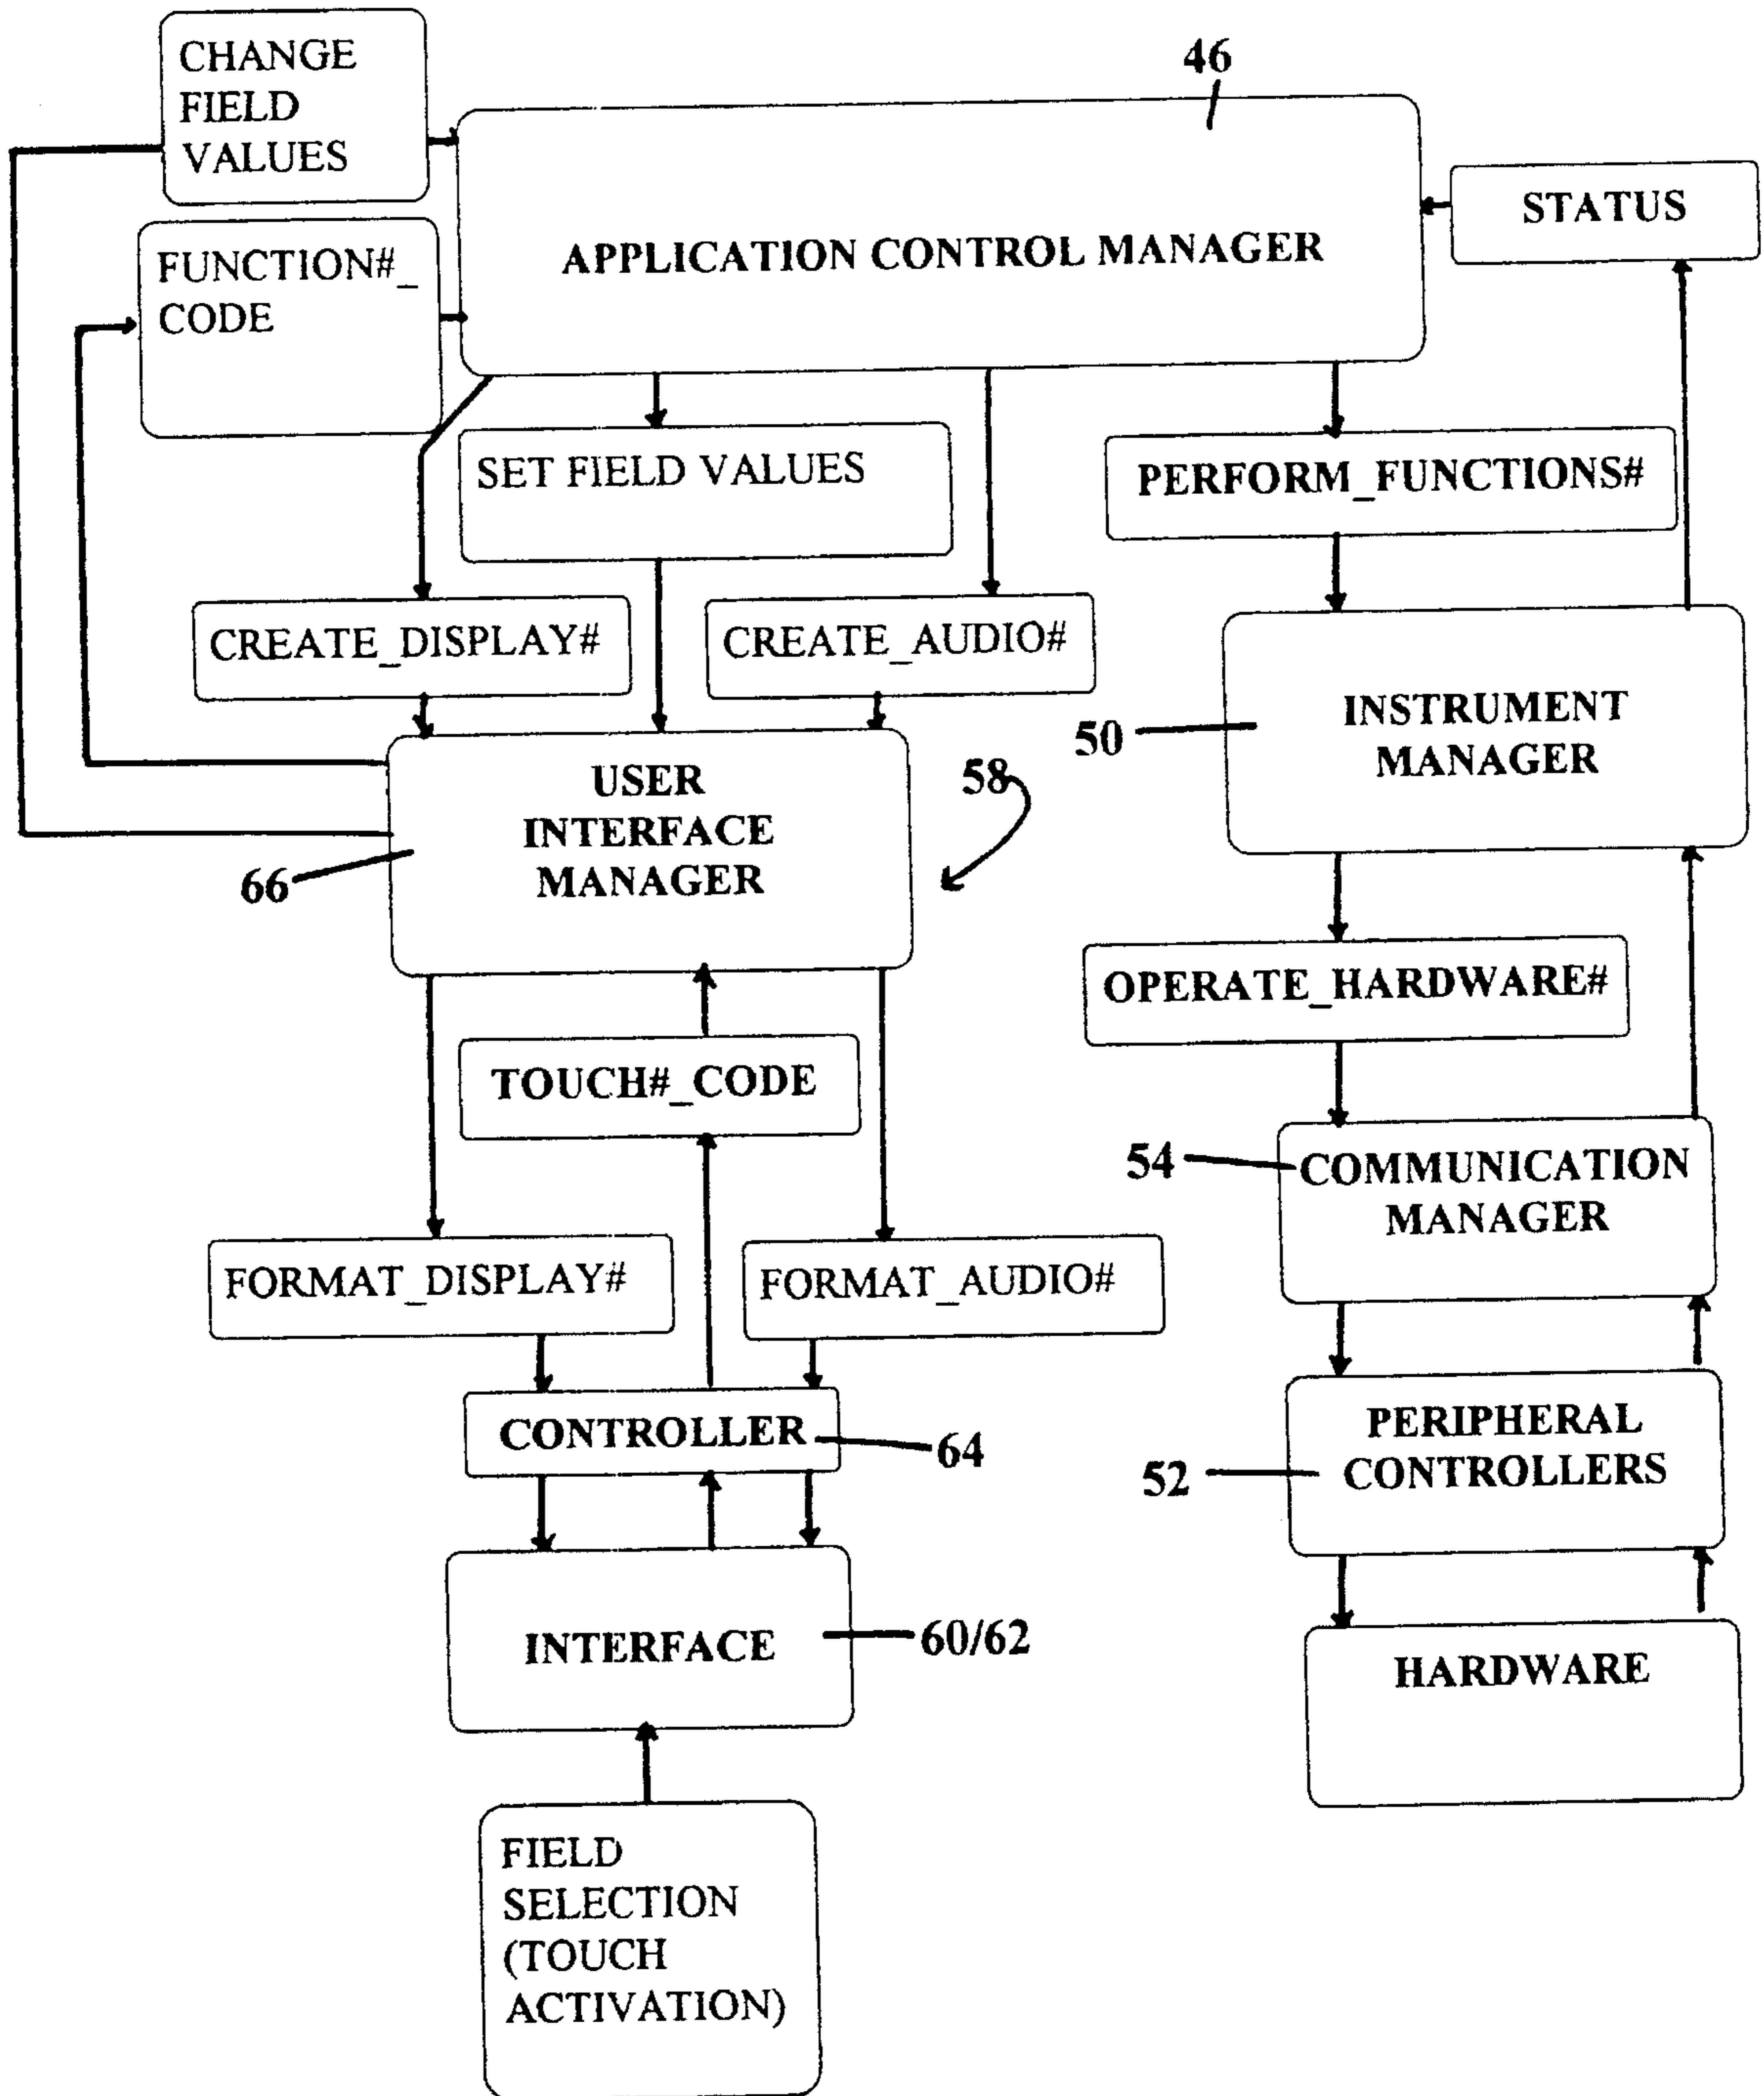 CHANGE
FIELD
VALUES
46
STATUS
APPLICATION CONTROL MANAGER
FUNCTION#_
CODE
SET FIELD VALUES
PERFORM_FUNCTIONS#
CREATE_DISPLAY#
CREATE_AUDIO#
50
INSTRUMENT
MANAGER
58
USER
INTERFACE
MANAGER
66
OPERATE_HARDWARE#
TOUCH#_CODE
54
COMMUNICATION
MANAGER
FORMAT_DISPLAY#
FORMAT_AUDIO#
CONTROLLER
64
52
PERIPHERAL
CONTROLLERS
INTERFACE
60/62
HARDWARE
FIELD
SELECTION
(TOUCH
ACTIVATION)